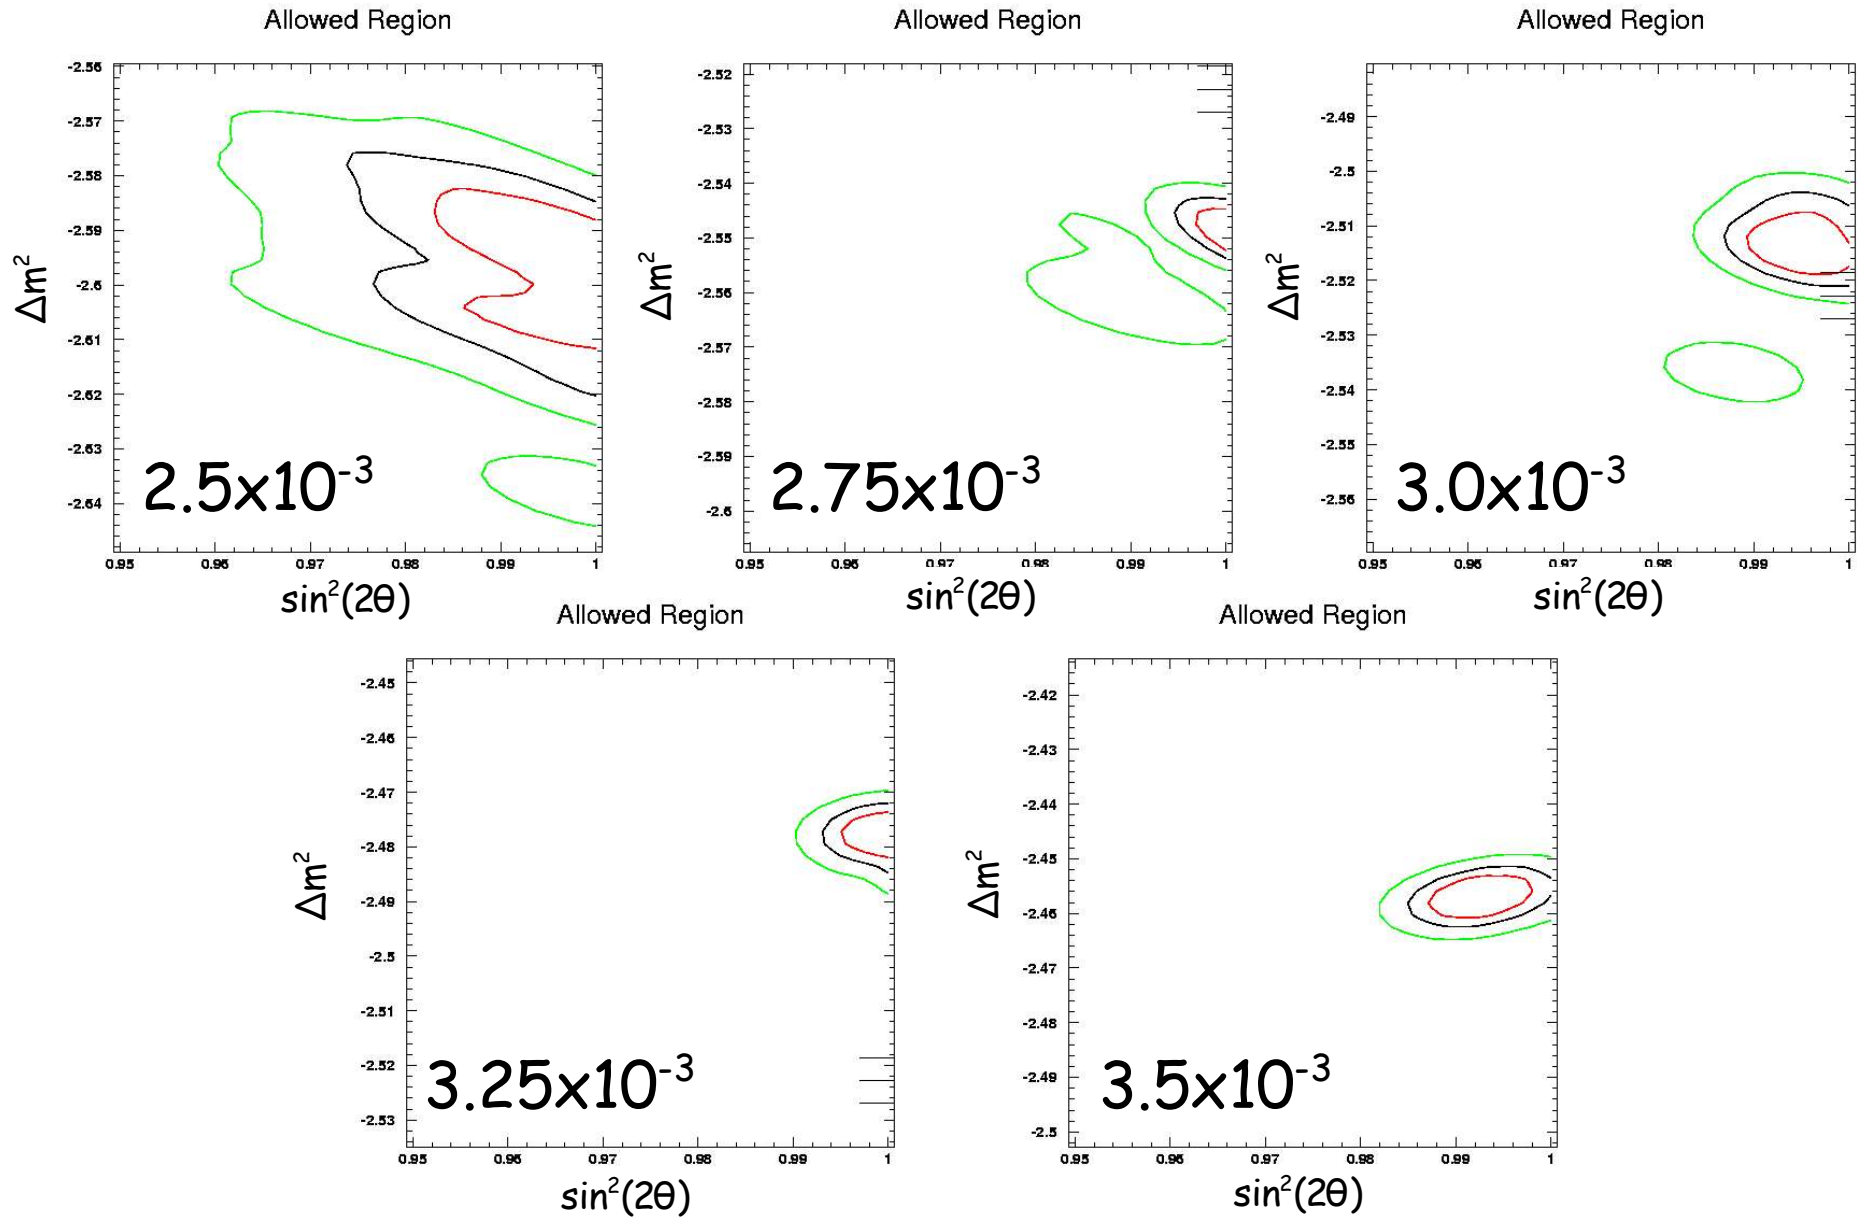 Allowed Region
-2.56
-2.57
-2.58
-2.59
-2.6
-2.61
-2.62
-2.63
-2.64
Δm²
2.5x10⁻³
0.95 0.96 0.97 0.98 0.99 1
sin²(2θ)
Allowed Region
-2.52
-2.53
-2.54
-2.55
-2.56
-2.57
-2.58
-2.59
-2.6
Δm²
2.75x10⁻³
0.95 0.96 0.97 0.98 0.99 1
sin²(2θ)
Allowed Region
-2.49
-2.5
-2.51
-2.52
-2.53
-2.54
-2.55
-2.56
Δm²
3.0x10⁻³
0.95 0.96 0.97 0.98 0.99 1
sin²(2θ)
Allowed Region
-2.45
-2.46
-2.47
-2.48
-2.49
-2.5
-2.51
-2.52
-2.53
Δm²
3.25x10⁻³
0.95 0.96 0.97 0.98 0.99 1
sin²(2θ)
Allowed Region
-2.42
-2.43
-2.44
-2.45
-2.46
-2.47
-2.48
-2.49
-2.5
Δm²
3.5x10⁻³
0.95 0.96 0.97 0.98 0.99 1
sin²(2θ)